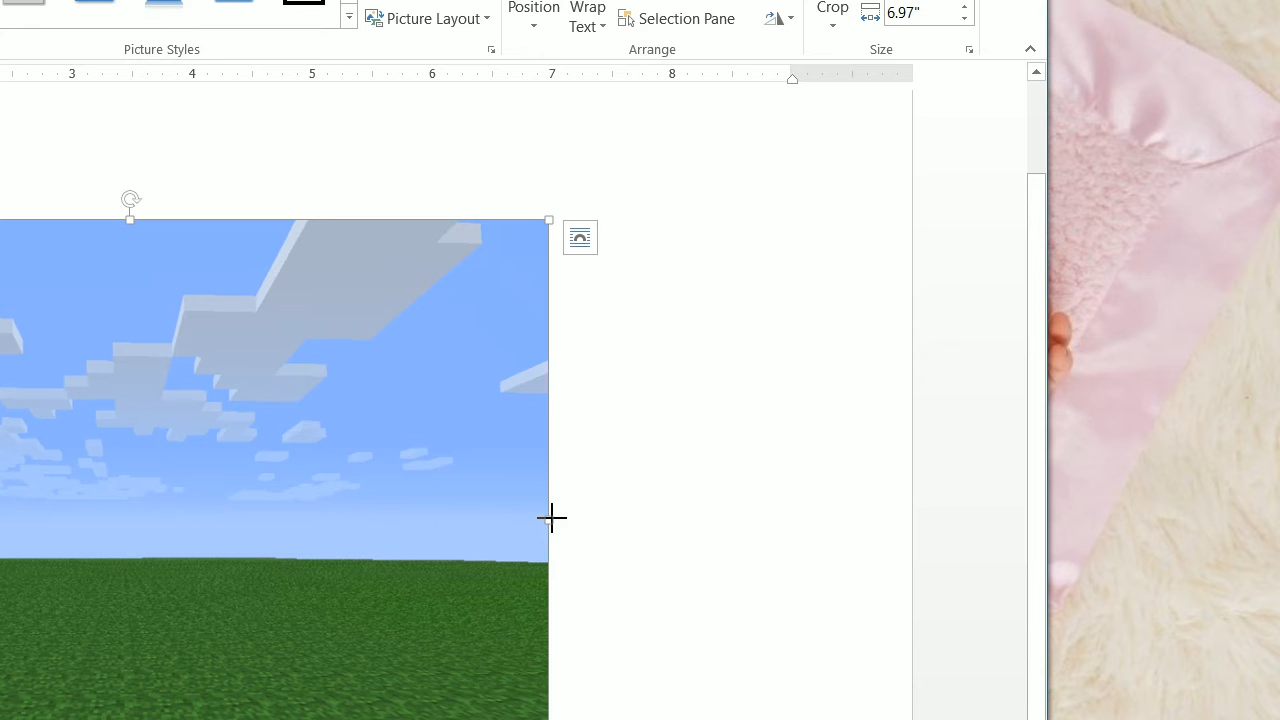 Position Wrap Crop 6.97"
Picture Layout Text Selection Pane
Picture Styles Arrange Size
3 4 5 6 7 8